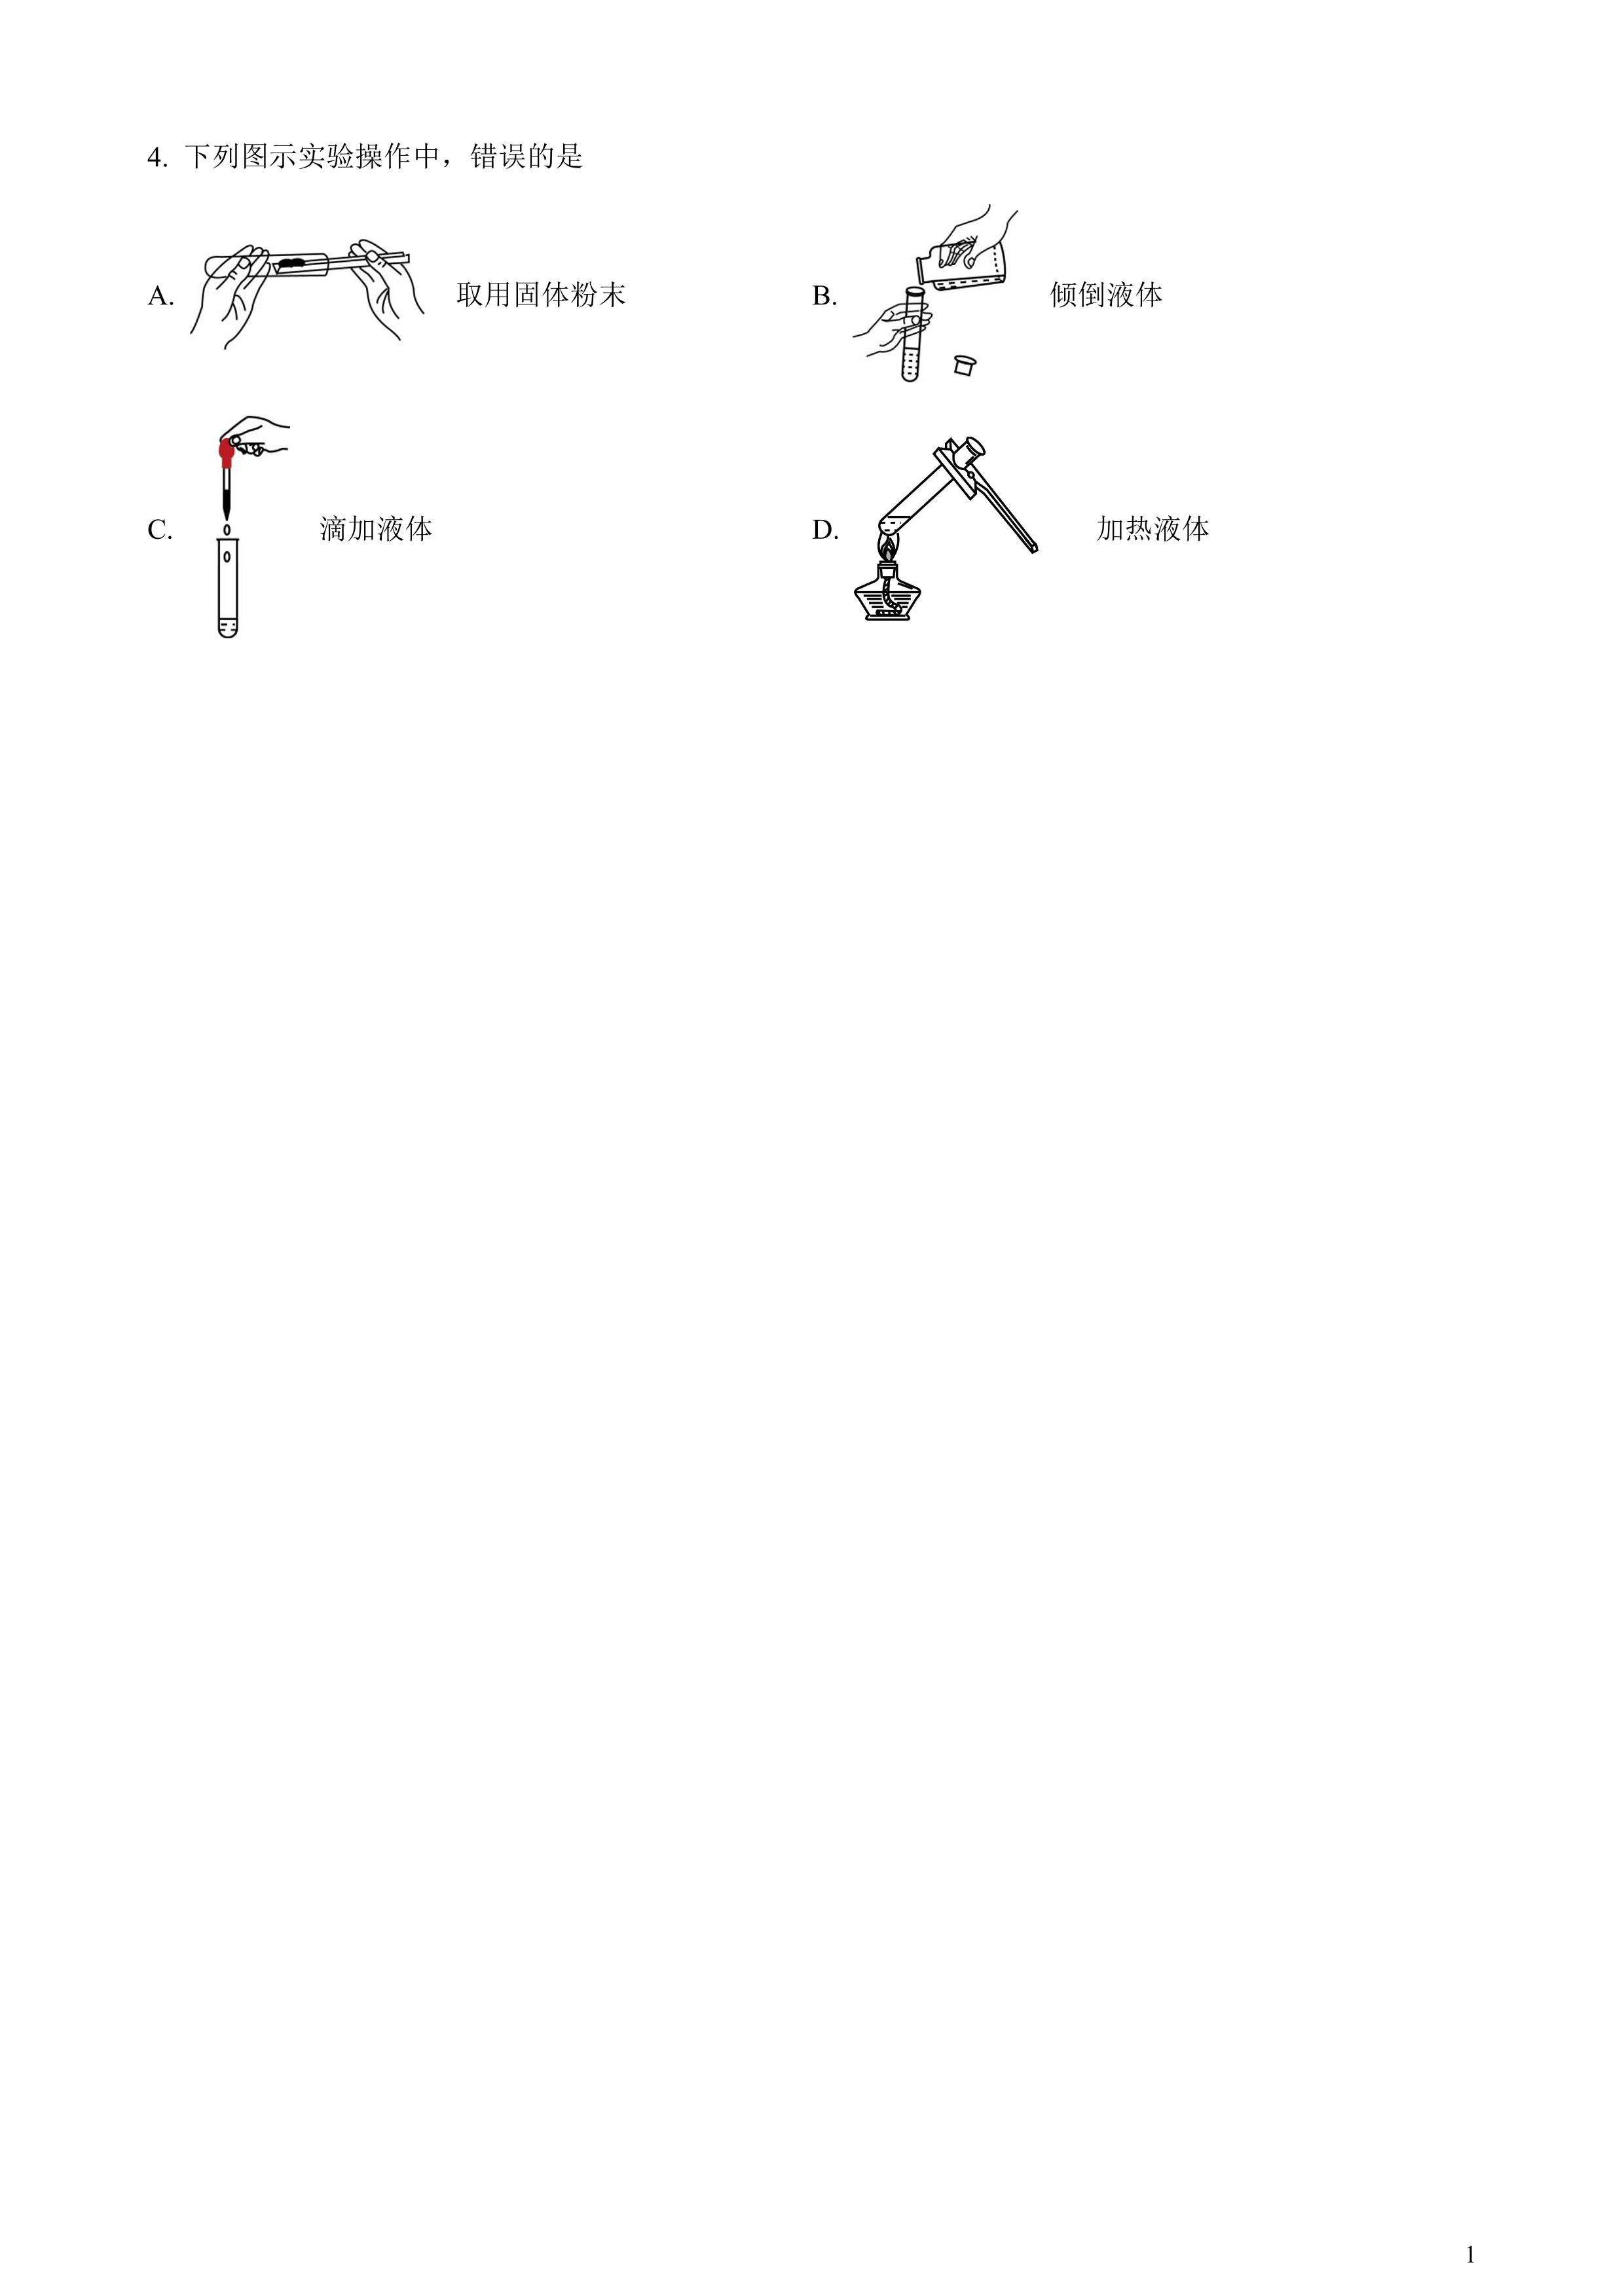 4. 下列图示实验操作中，错误的是
A. 取用固体粉末 B. 倾倒液体
C. 滴加液体 D. 加热液体
1